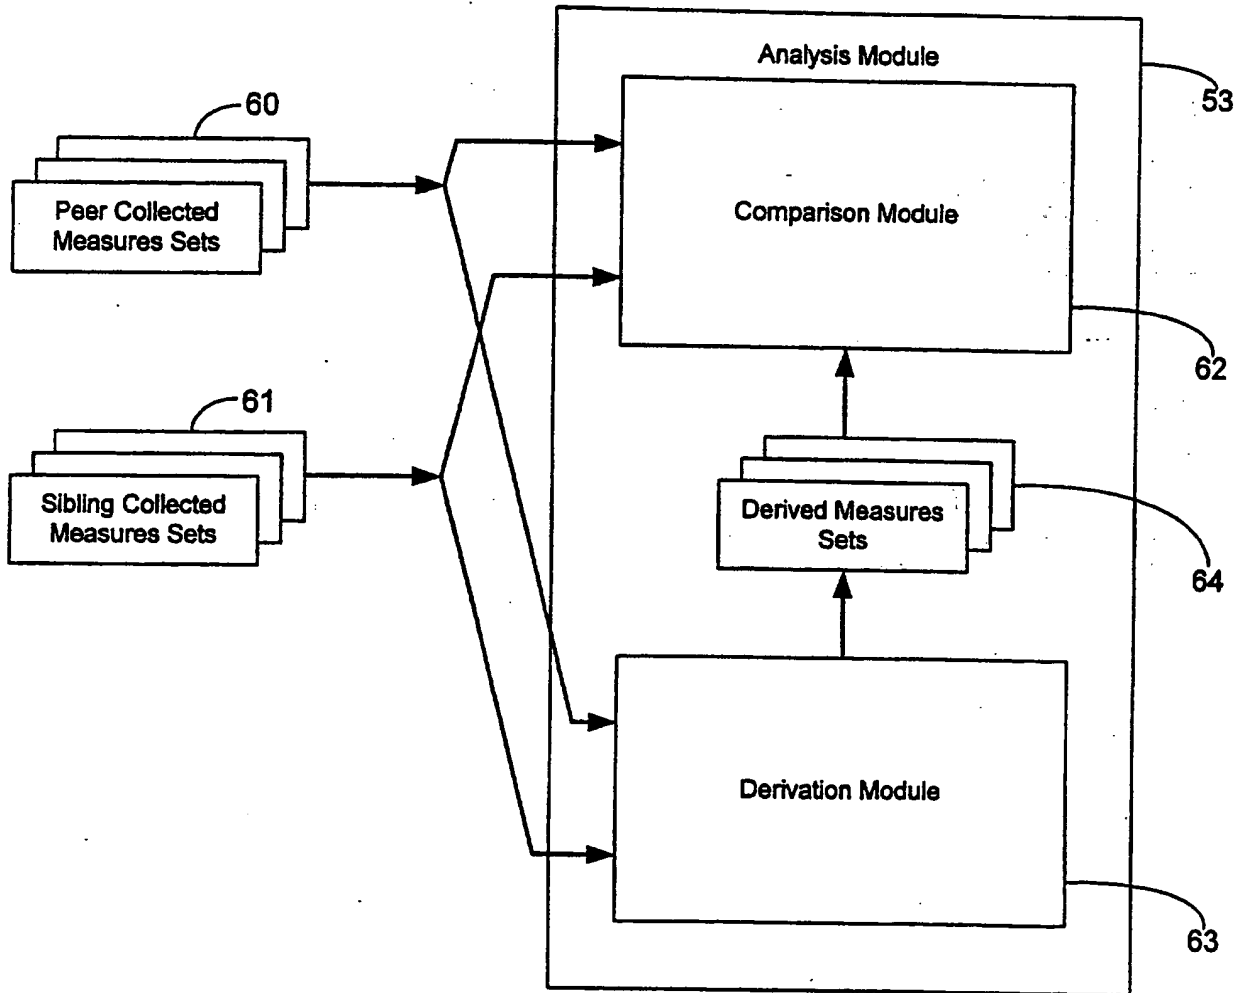 Analysis Module
53
60
Peer Collected
Measures Sets
Comparison Module
62
61
Sibling Collected
Measures Sets
Derived Measures
Sets
64
Derivation Module
63